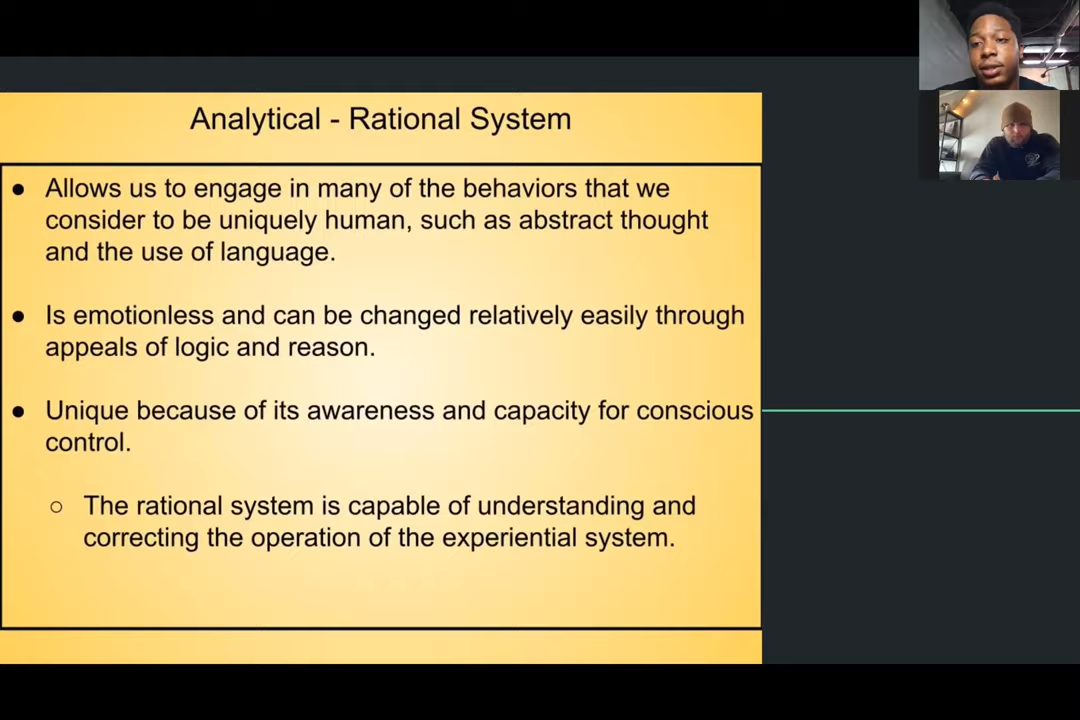 Analytical - Rational System
● Allows us to engage in many of the behaviors that we
consider to be uniquely human, such as abstract thought
and the use of language.
● Is emotionless and can be changed relatively easily through
appeals of logic and reason.
● Unique because of its awareness and capacity for conscious
control.
○ The rational system is capable of understanding and
correcting the operation of the experiential system.